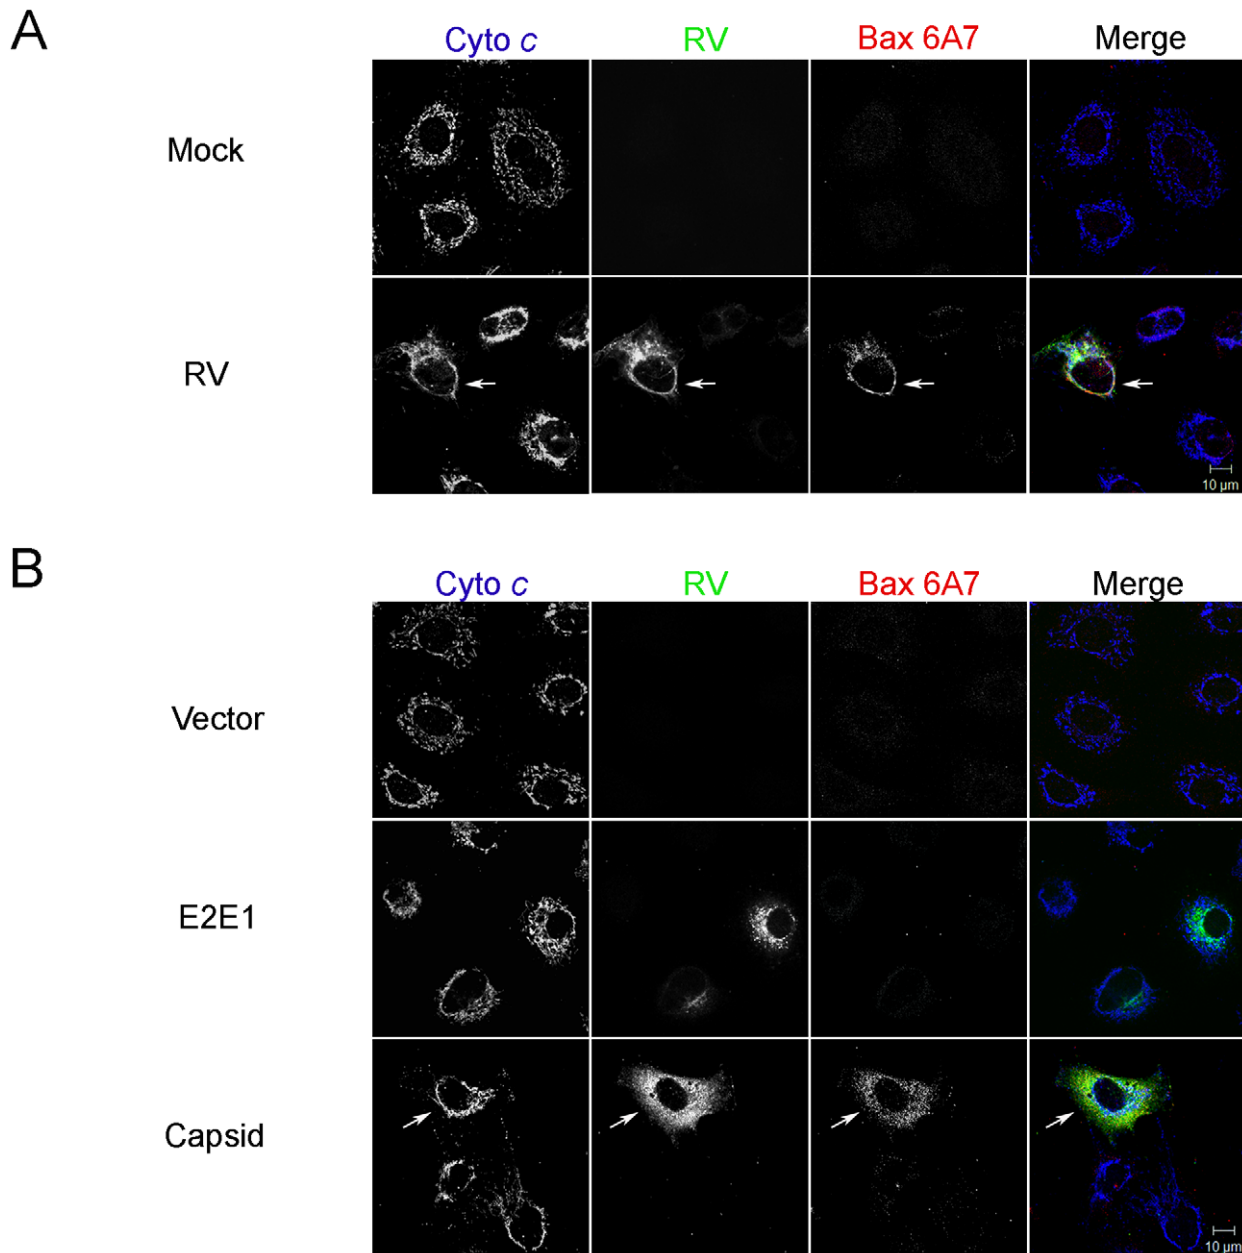 A
Cyto c RV Bax 6A7 Merge
Mock
RV
10 µm
B
Cyto c RV Bax 6A7 Merge
Vector
E2E1
Capsid
10 µm